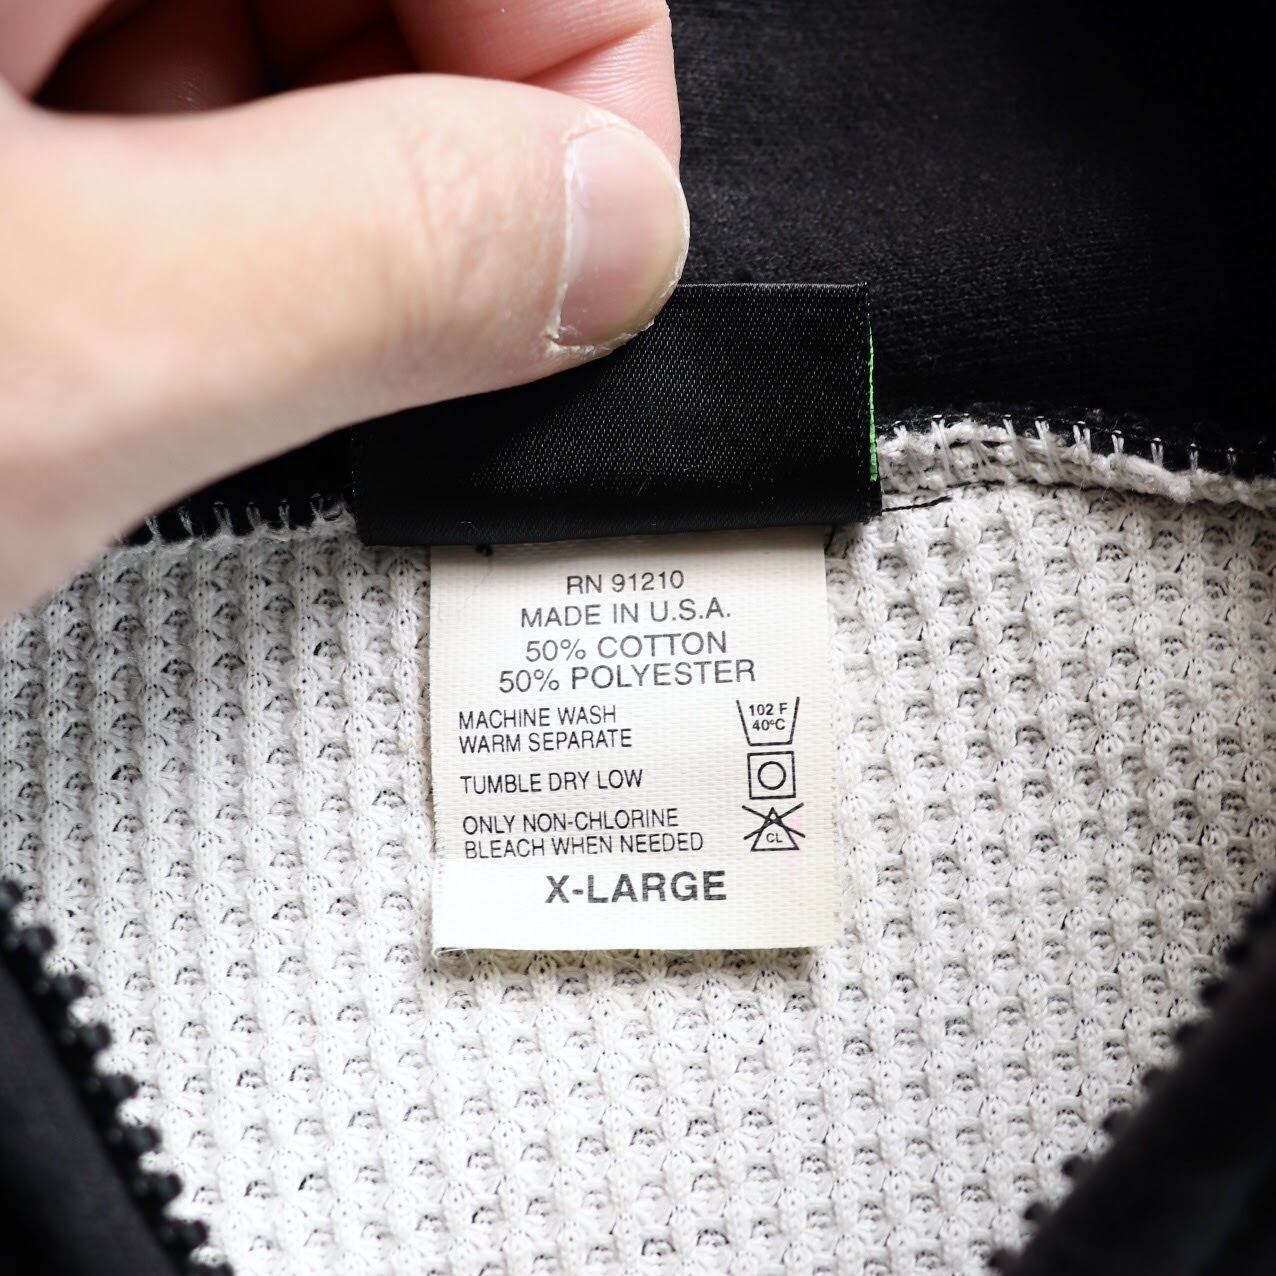 RN 91210
MADE IN U.S.A.
50% COTTON
50% POLYESTER
MACHINE WASH
WARM SEPARATE
102 F
40°C
TUMBLE DRY LOW
ONLY NON-CHLORINE
BLEACH WHEN NEEDED
CL
X-LARGE